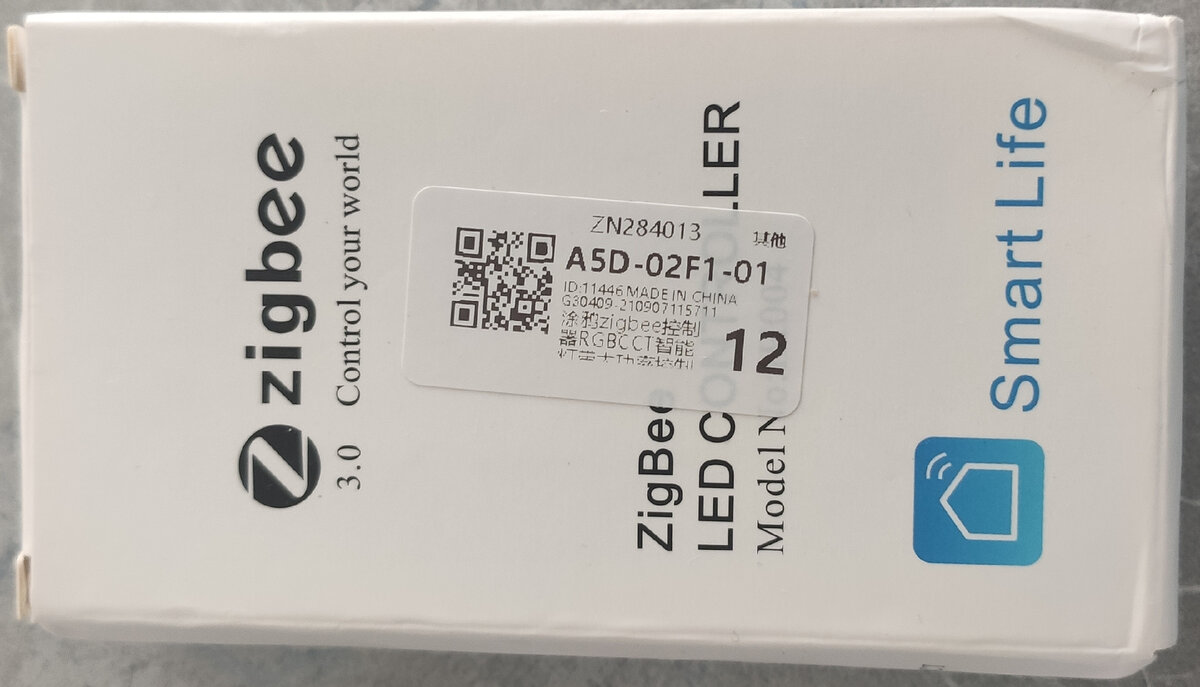 zigbee
3.0 Control your world
ZN284013 其他
A5D-02F1-01
ID:11446 MADE IN CHINA
G30409-210907115711
涂鸦zigbee控制
器RGBCCT智能
12
ZigBee
LED CONTROLLER
Model No.
Smart Life